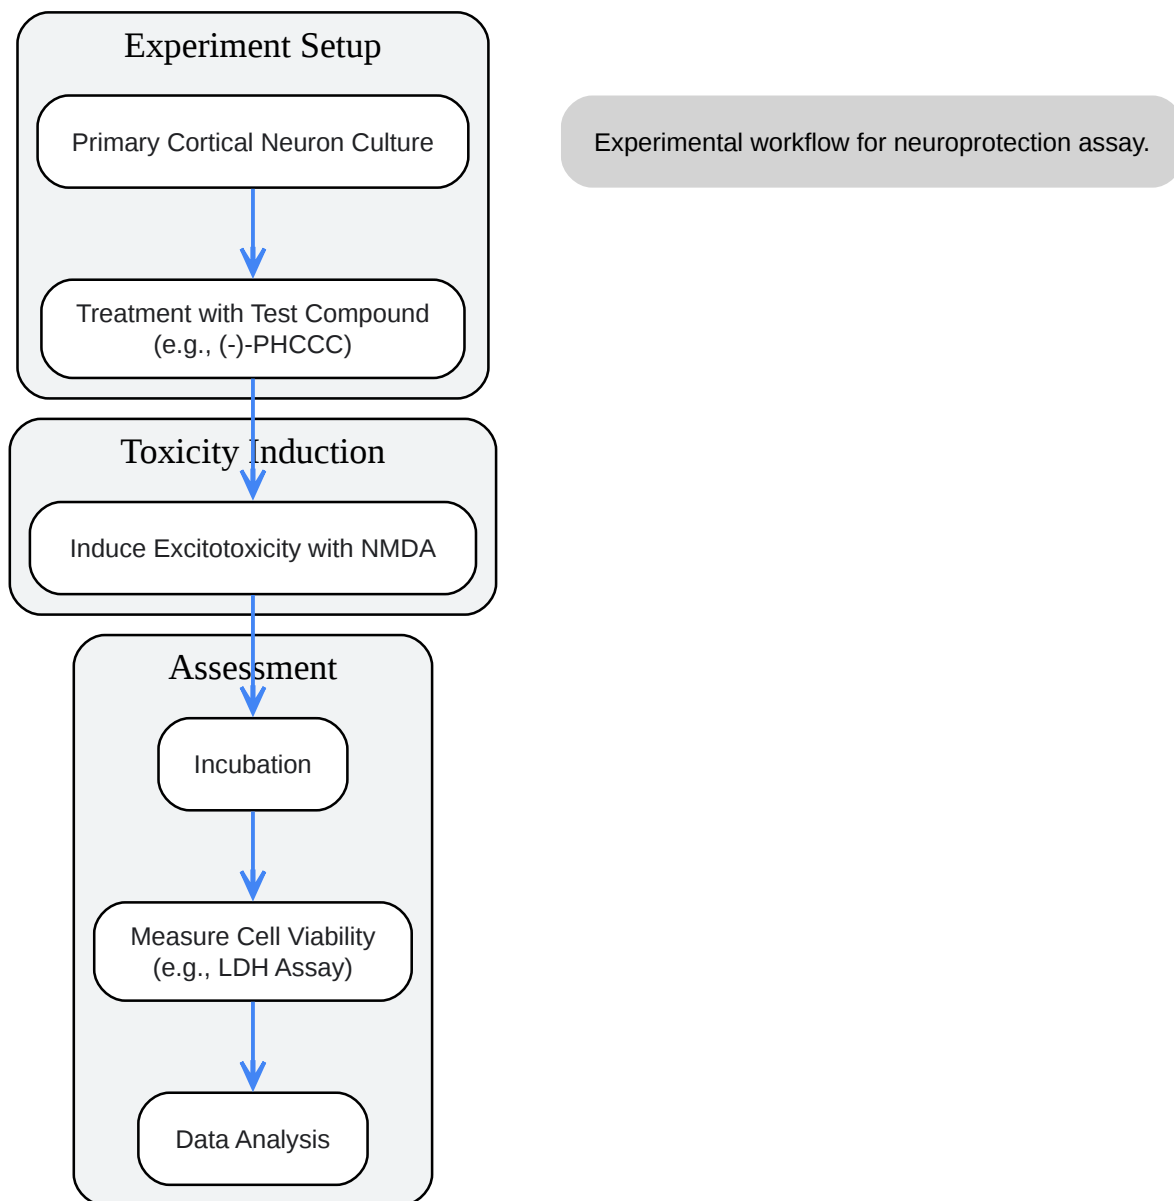 Experiment Setup
Primary Cortical Neuron Culture
Experimental workflow for neuroprotection assay.
Treatment with Test Compound
(e.g., (-)-PHCCC)
Toxicity Induction
Induce Excitotoxicity with NMDA
Assessment
Incubation
Measure Cell Viability
(e.g., LDH Assay)
Data Analysis